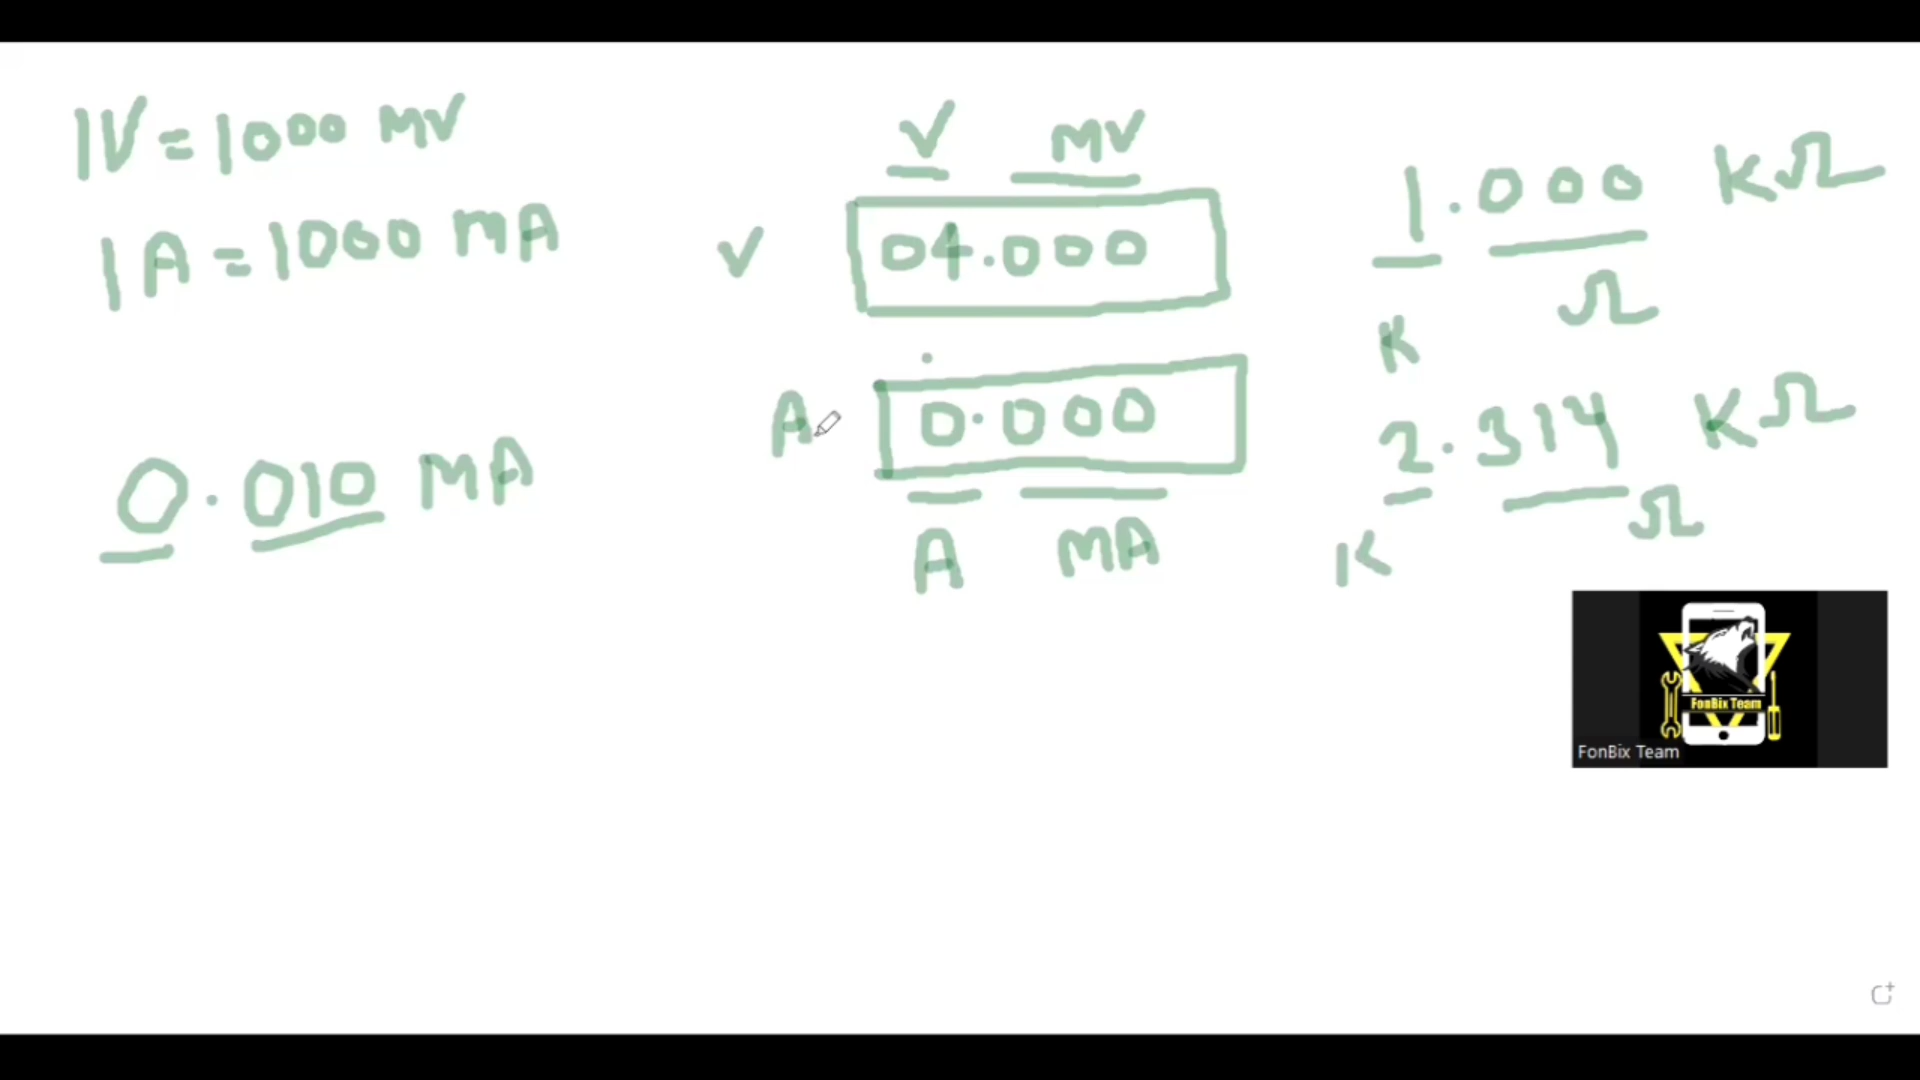 1V = 1000 MV
1A = 1000 MA
0.010 MA
V MV
V 04.000
A 0.000
A MA
1.000 KΩ
K Ω
2.314 KΩ
K Ω
FonBix Team
FonBix Team